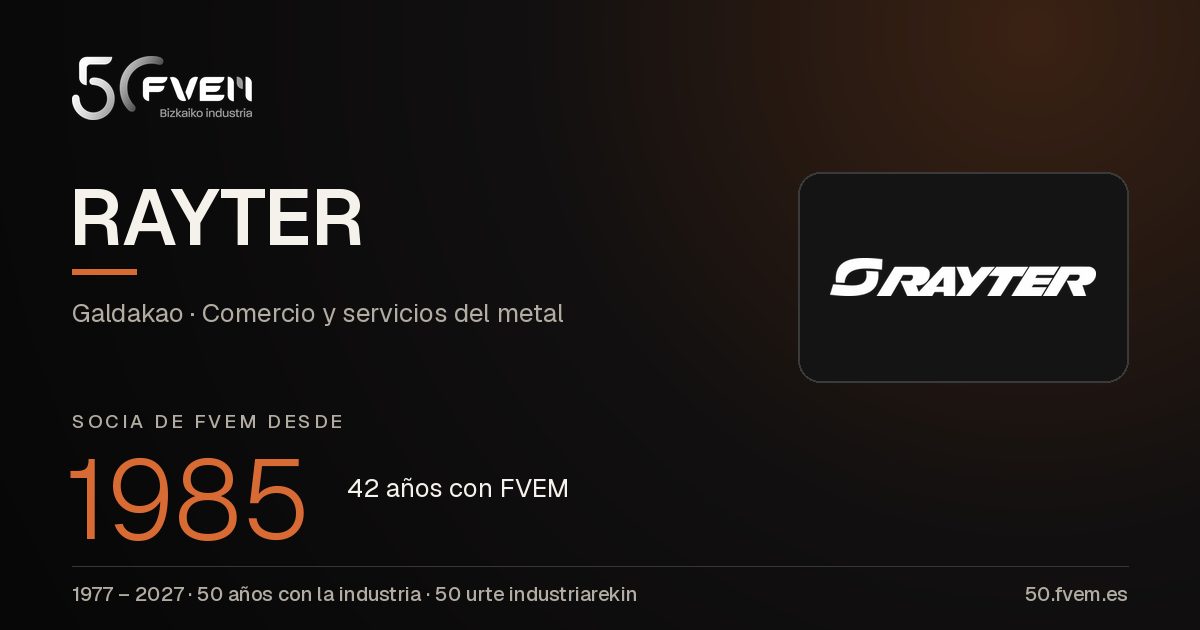 50 FVEM
Bizkaiko industria
RAYTER
Galdakao · Comercio y servicios del metal
RAYTER
SOCIA DE FVEM DESDE
1985
42 años con FVEM
1977 – 2027 · 50 años con la industria · 50 urte industriarekin
50.fvem.es